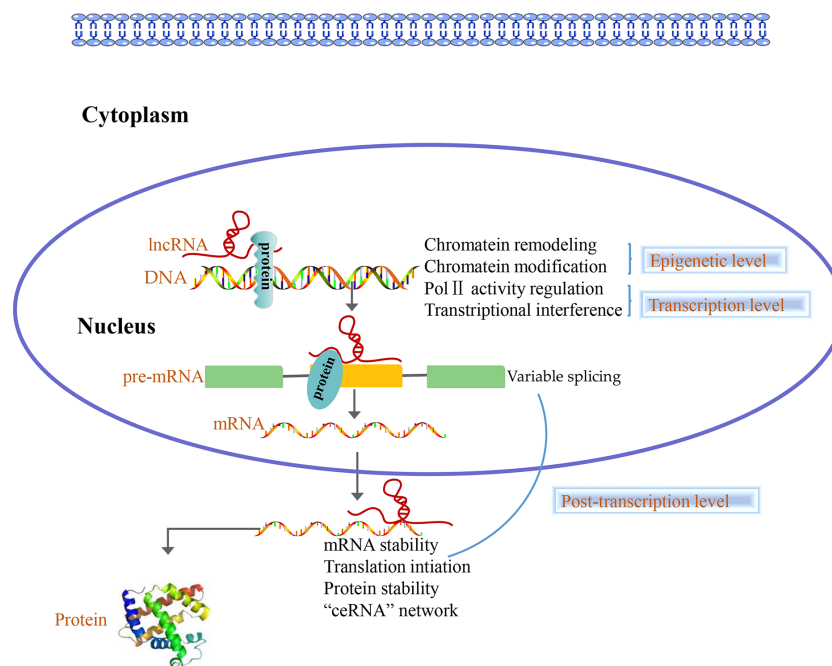 Cytoplasm
lncRNA
protein
DNA
Chromatein remodeling
Chromatein modification
Pol II activity regulation
Transtriptional interference
Epigenetic level
Transcription level
Nucleus
pre-mRNA
protein
Variable splicing
mRNA
Post-transcription level
mRNA stability
Translation intiation
Protein stability
“ceRNA” network
Protein